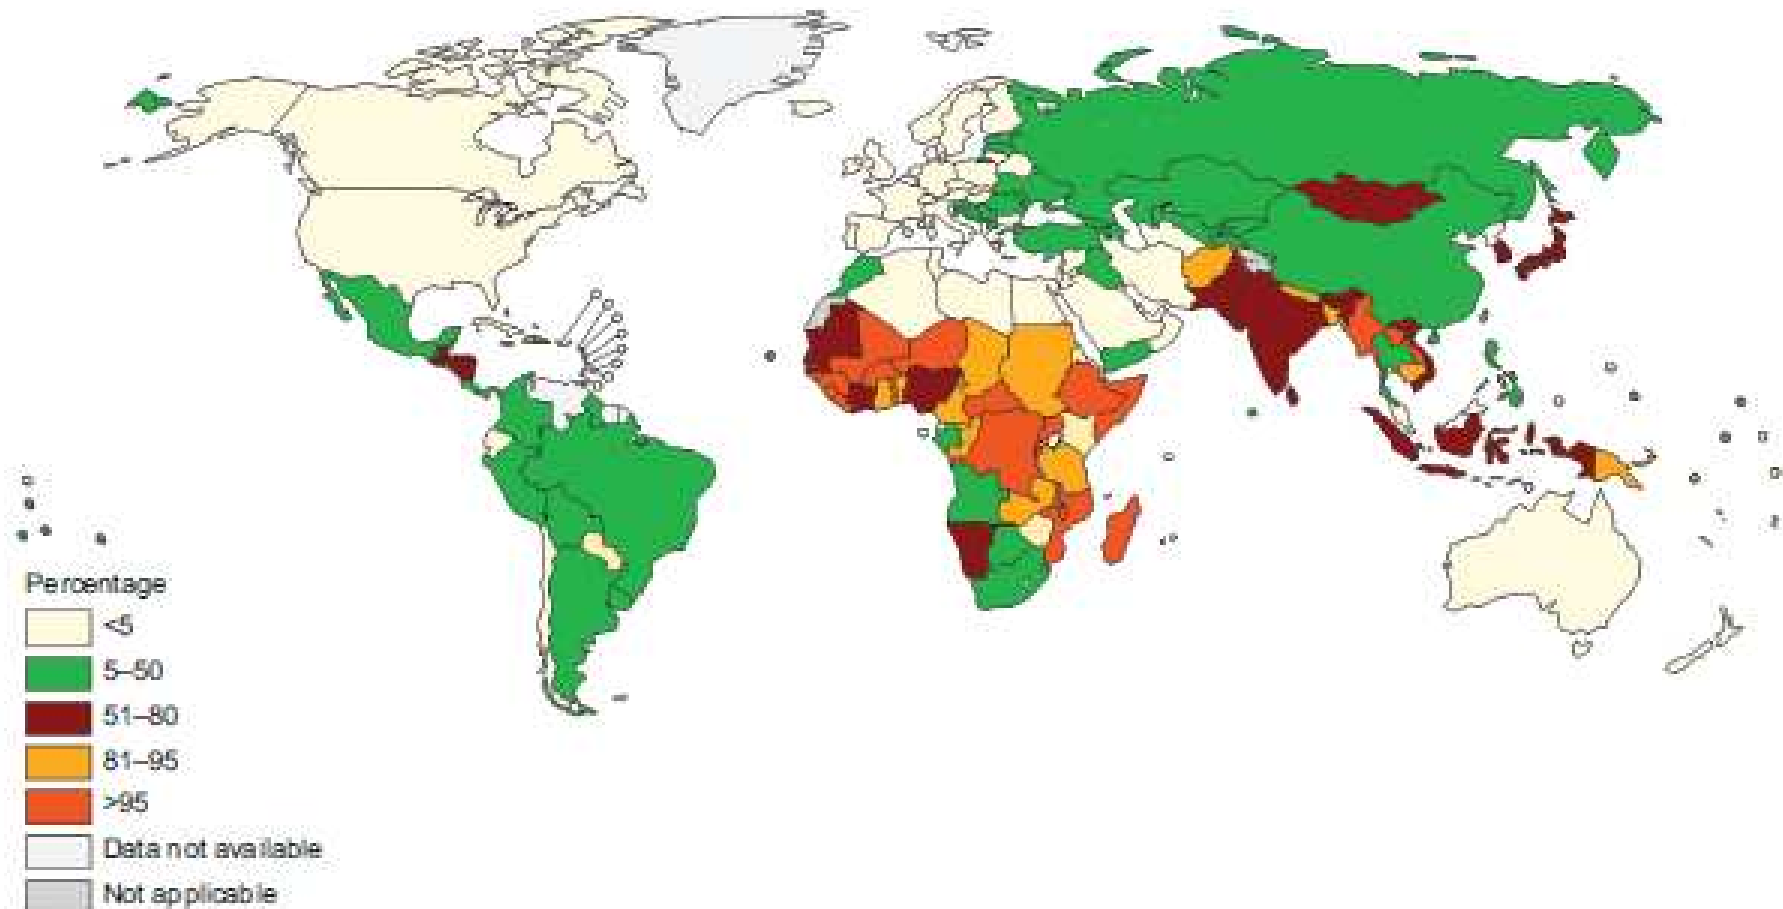 Percentage
<5
5–50
51–80
81–95
>95
Data not available
Not applicable